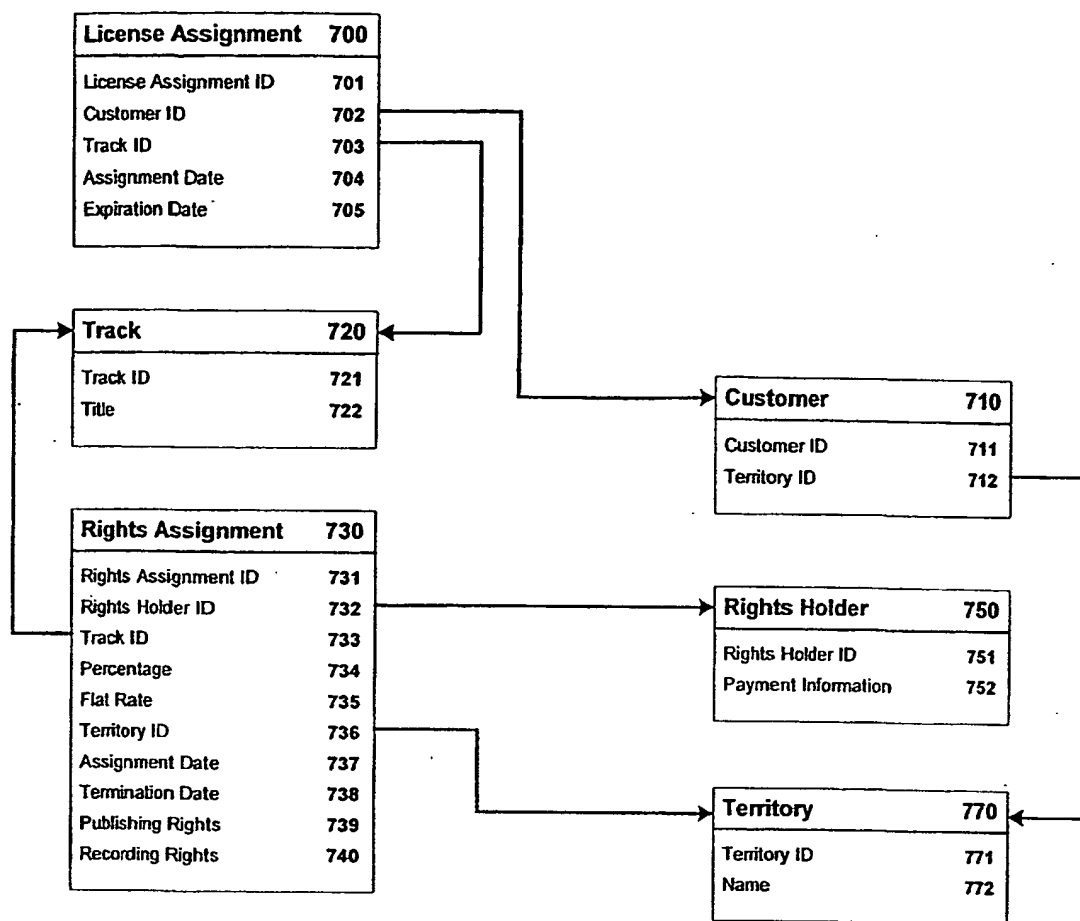 License Assignment 700
License Assignment ID 701
Customer ID 702
Track ID 703
Assignment Date 704
Expiration Date 705
Track 720
Track ID 721
Title 722
Customer 710
Customer ID 711
Territory ID 712
Rights Assignment 730
Rights Assignment ID 731
Rights Holder ID 732
Track ID 733
Percentage 734
Flat Rate 735
Territory ID 736
Assignment Date 737
Termination Date 738
Publishing Rights 739
Recording Rights 740
Rights Holder 750
Rights Holder ID 751
Payment Information 752
Territory 770
Territory ID 771
Name 772